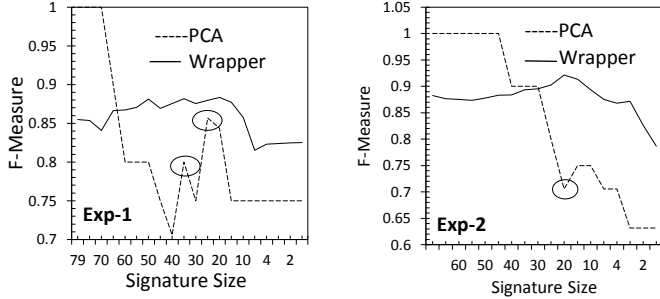 1
0.95
0.9
0.85
0.8
0.75
0.7
F-Measure
PCA
Wrapper
Exp-1
79 70 60 50 40 30 20 10 4 2
Signature Size
1.05
1
0.95
0.9
0.85
0.8
0.75
0.7
0.65
0.6
F-Measure
PCA
Wrapper
Exp-2
60 50 40 30 20 10 4 2
Signature Size